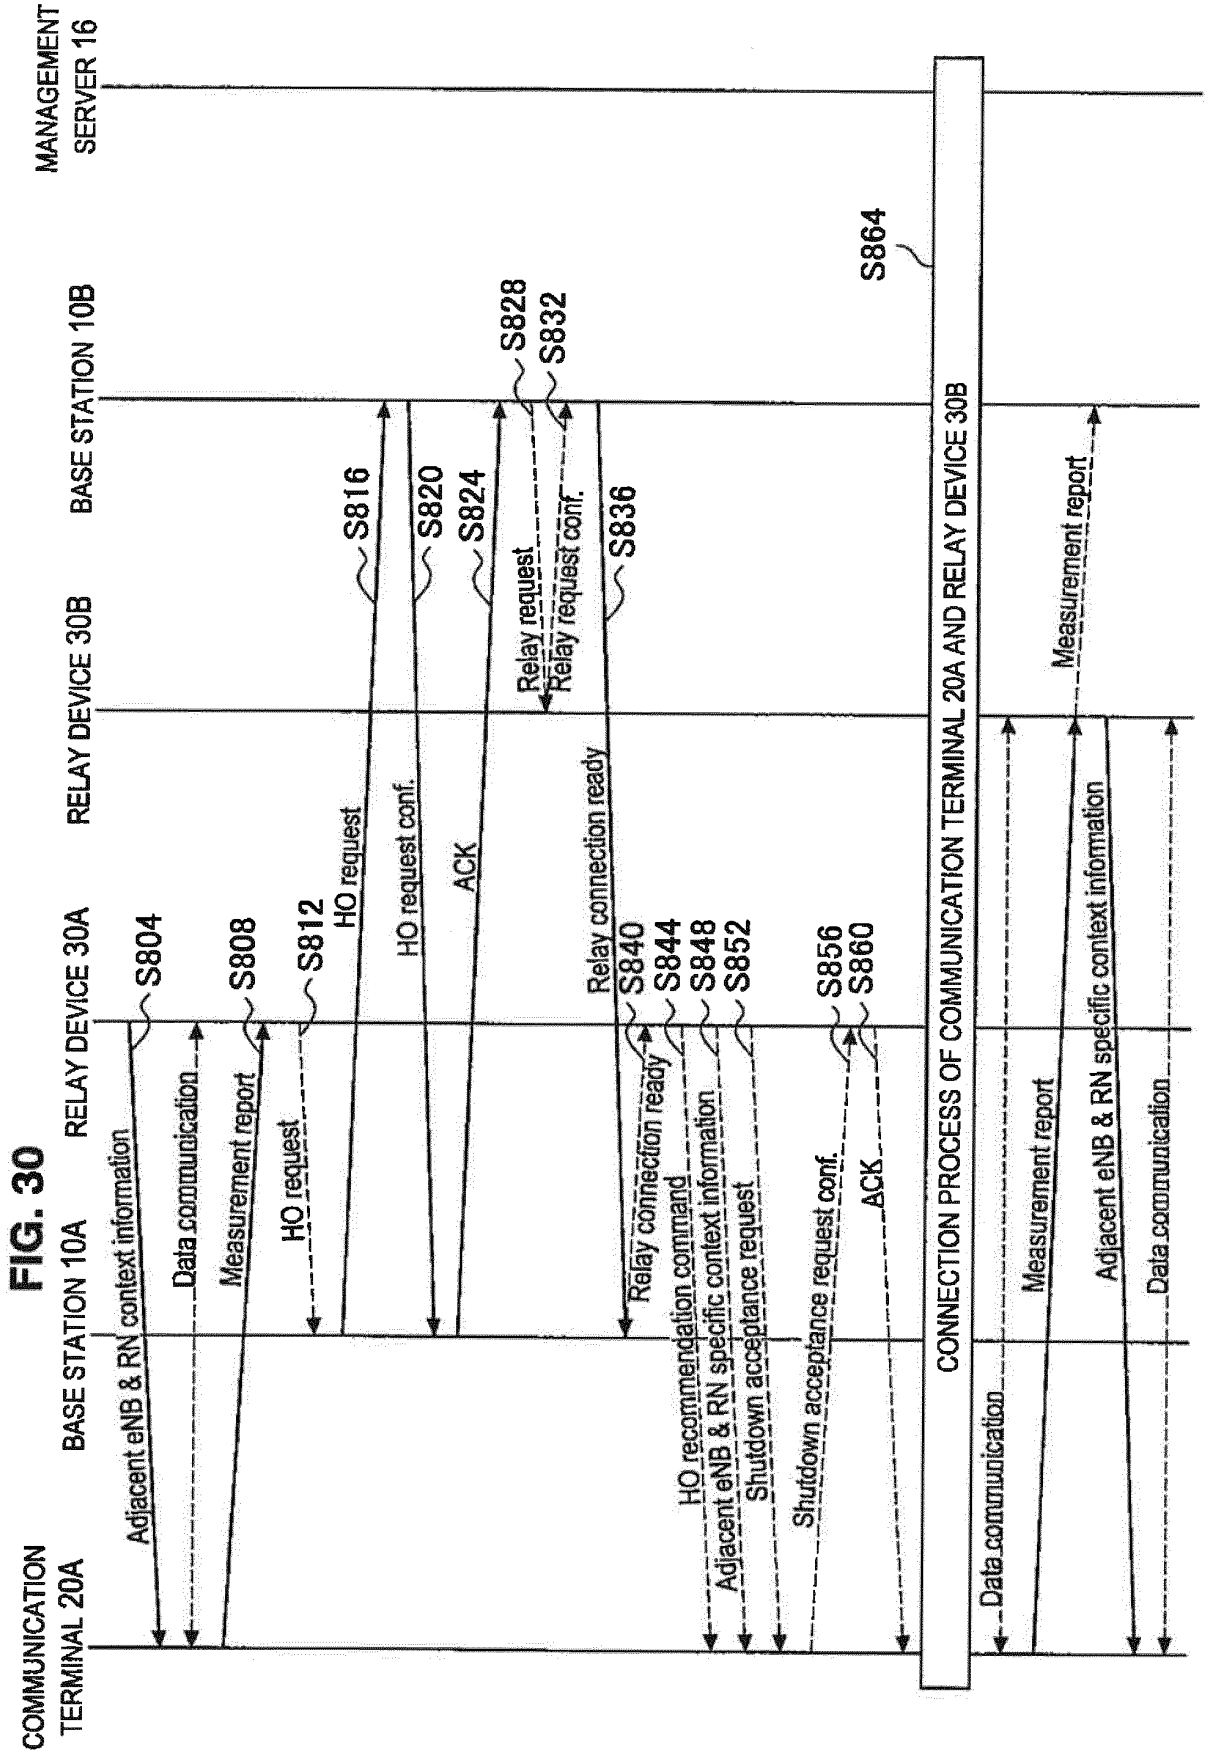 FIG. 30
COMMUNICATION
TERMINAL 20A
BASE STATION 10A
RELAY DEVICE 30A
RELAY DEVICE 30B
BASE STATION 10B
MANAGEMENT
SERVER 16
Adjacent eNB & RN context information
S804
Data communication
Measurement report
S808
HO request
S812
HO request
S816
HO request conf.
S820
ACK
S824
Relay request
S828
Relay request conf.
S832
Relay connection ready
S836
Relay connection ready
S840
HO recommendation command
S844
Adjacent eNB & RN specific context information
S848
Shutdown acceptance request
S852
Shutdown acceptance request conf.
S856
ACK
S860
S864
CONNECTION PROCESS OF COMMUNICATION TERMINAL 20A AND RELAY DEVICE 30B
Data communication
Measurement report
Measurement report
Adjacent eNB & RN specific context information
Data communication